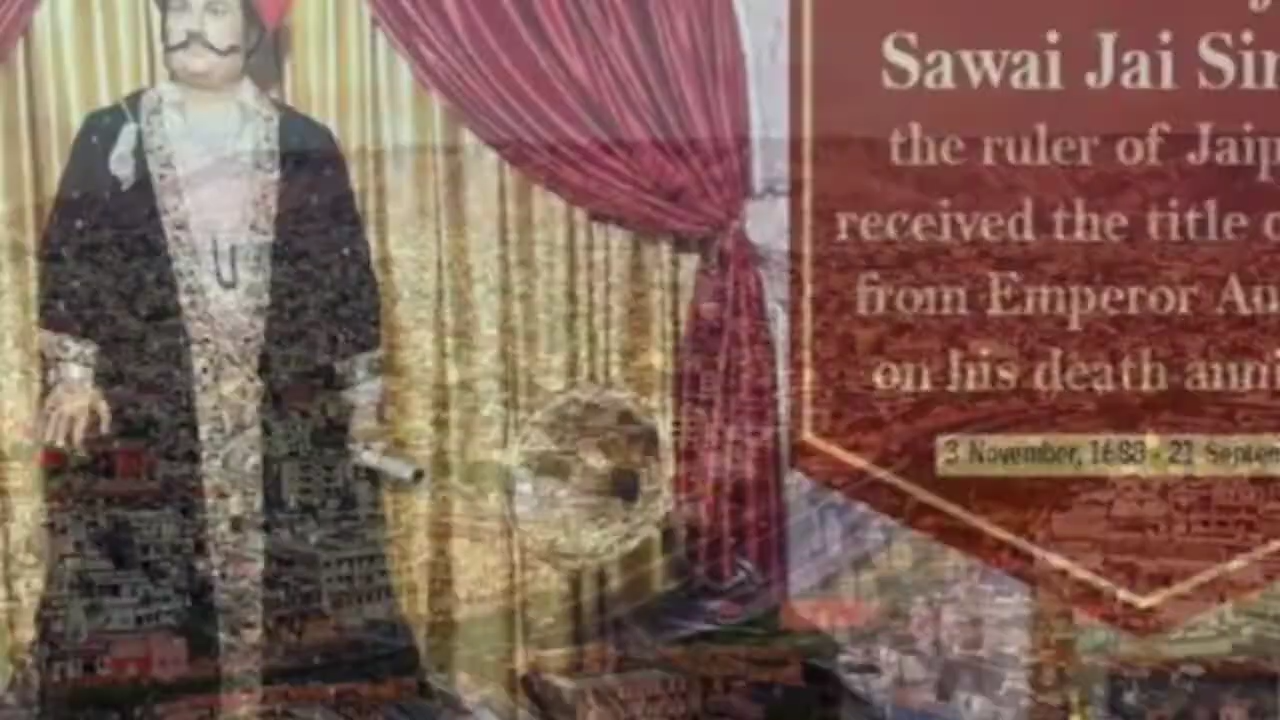 Sawai Jai Sin
the ruler of Jaip
received the title o
from Emperor Au
on his death anni
3 November, 1688 - 21 Septem